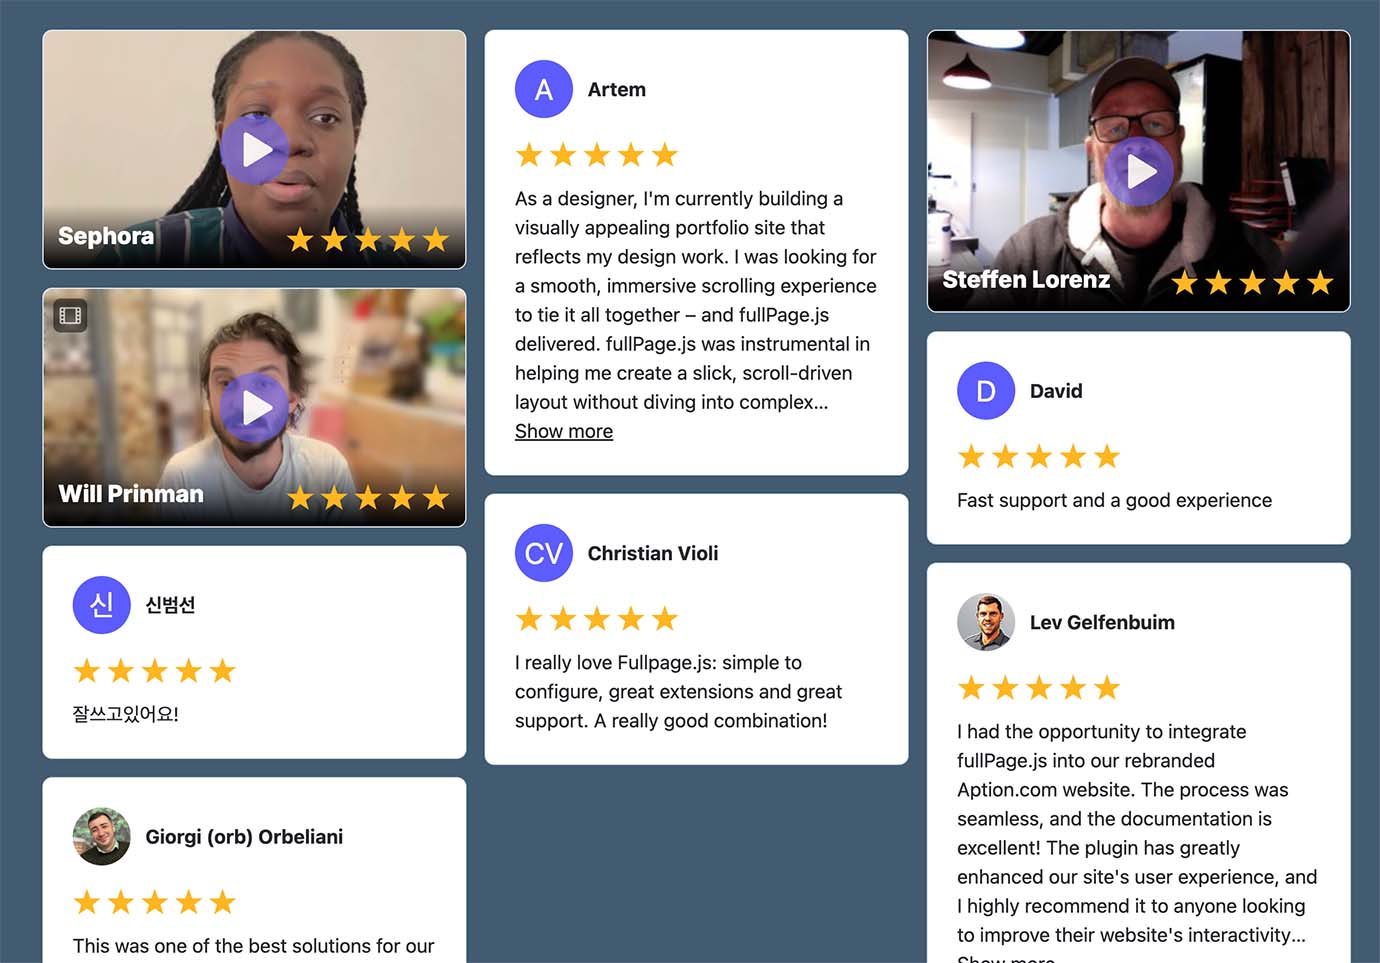 Sephora
Will Prinman
신
신범선
잘쓰고있어요!
Giorgi (orb) Orbeliani
This was one of the best solutions for our
A
Artem
As a designer, I'm currently building a
visually appealing portfolio site that
reflects my design work. I was looking for
a smooth, immersive scrolling experience
to tie it all together – and fullPage.js
delivered. fullPage.js was instrumental in
helping me create a slick, scroll-driven
layout without diving into complex...
Show more
CV
Christian Violi
I really love Fullpage.js: simple to
configure, great extensions and great
support. A really good combination!
Steffen Lorenz
D
David
Fast support and a good experience
Lev Gelfenbuim
I had the opportunity to integrate
fullPage.js into our rebranded
Aption.com website. The process was
seamless, and the documentation is
excellent! The plugin has greatly
enhanced our site's user experience, and
I highly recommend it to anyone looking
to improve their website's interactivity...
Show more